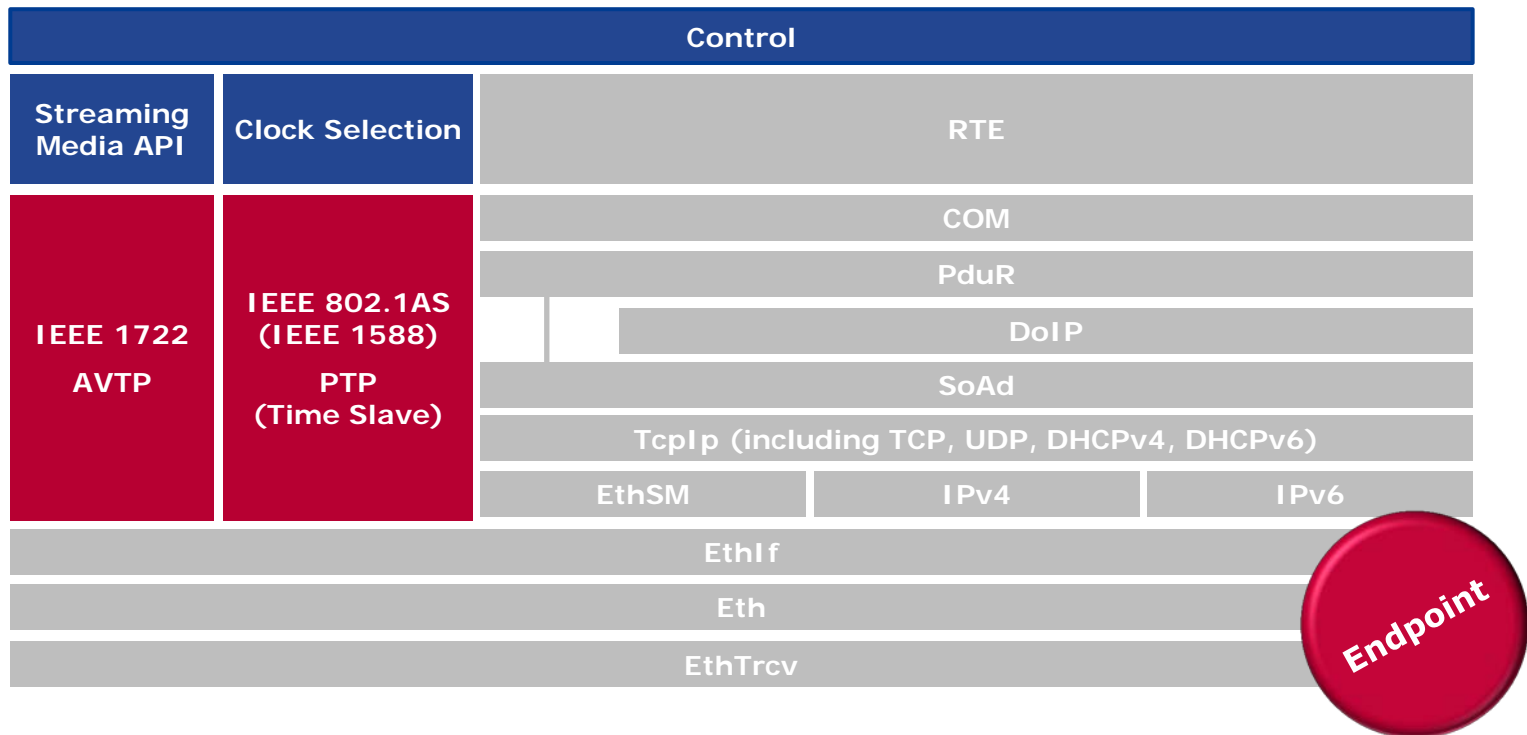 Control
Streaming
Media API
Clock Selection
RTE
IEEE 1722
AVTP
IEEE 802.1AS
(IEEE 1588)
PTP
(Time Slave)
COM
PduR
DoIP
SoAd
TcpIp (including TCP, UDP, DHCPv4, DHCPv6)
EthSM
IPv4
IPv6
EthIf
Eth
EthTrcv
Endpoint